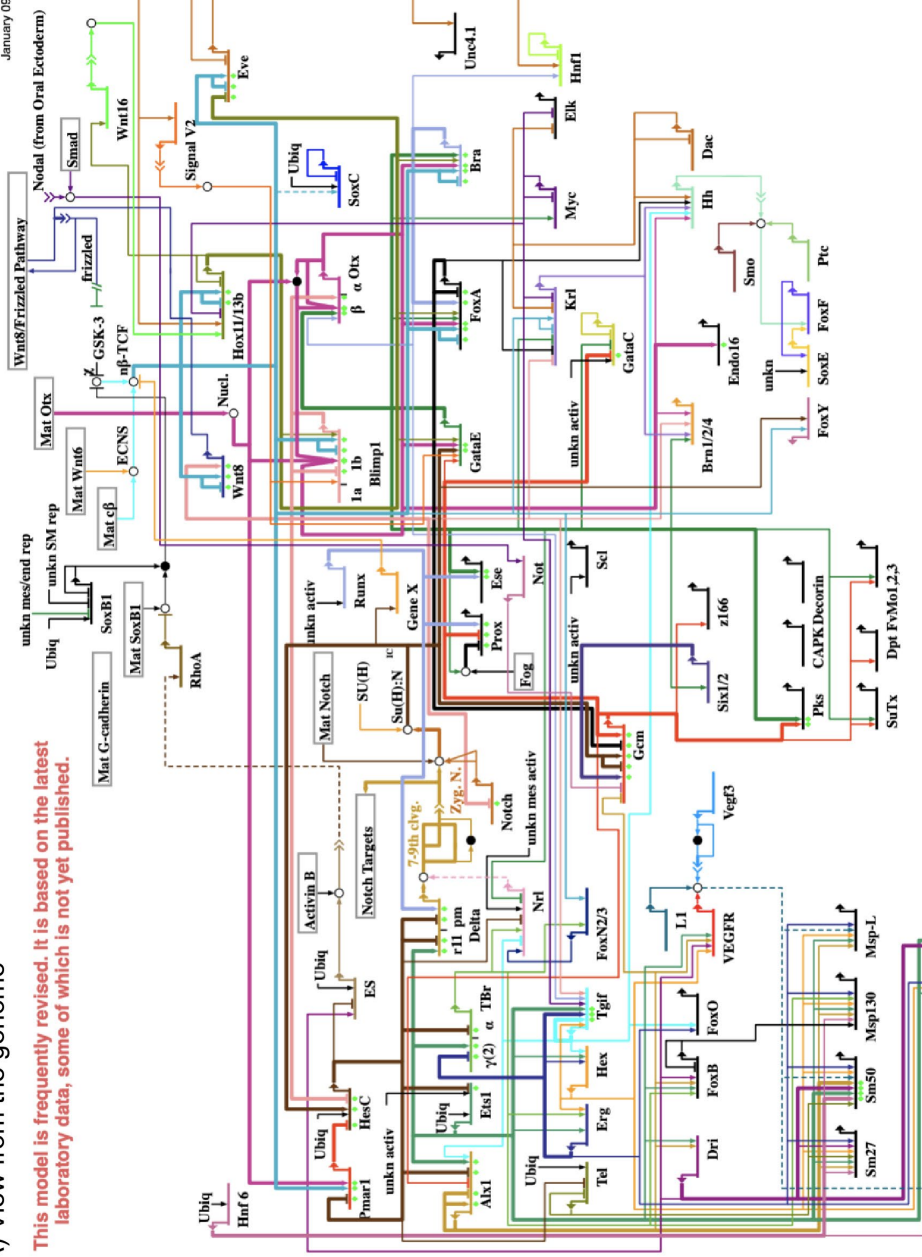 View from the genome
January 09
This model is frequently revised. It is based on the latest
laboratory data, some of which is not yet published.
Wnt8/Frizzled Pathway
Nodal (from Oral Ectoderm)
unkn mes/end rep
unkn SM rep
Ubiq
SoxB1
Mat Otx
Mat Wnt6
Mat cβ
ECNS
GSK-3
χ
nβ-TCF
frizzled
Smad
Wnt16
Mat G-cadherin
Mat SoxB1
RhoA
Signal V2
Nucl.
Wnt8
Hox11/13b
Eve
Ubiq
Hnf 6
Activin B
Mat Notch
unkn activ
Runx
Ubiq
SoxC
Ubiq
Pmar1
Ubiq
HesC
Ubiq
ES
Notch Targets
SU(H)
Su(H):N
IC
Gene X
1a
1b
Blimp1
β
α
Otx
unkn activ
7-9th clvg.
Zyg. N.
Alx1
Ubiq
Ets1
γ(2)
α
TBr
r11
pm
Delta
Notch
Prox
Ese
GateE
FoxA
Bra
Unc4.1
Fog
unkn mes activ
Nrl
Not
Ubiq
Tel
Erg
Hex
Tgif
FoxN2/3
unkn activ
Scl
unkn activ
GataC
Krl
Myc
Elk
Hnf1
Gcm
Dri
FoxB
FoxO
L1
VEGFR
Vegf3
Six1/2
z166
Brn1/2/4
Endo16
Hh
Dac
Smo
unkn
Pks
CAPK
Decorin
FoxY
SoxE
FoxF
Ptc
Sm27
Sm50
Msp130
Msp-L
SuTx
Dpt
FvMo1,2,3